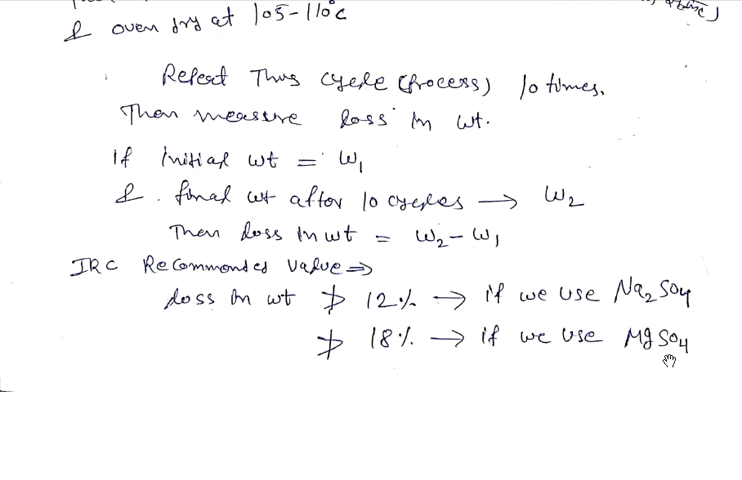 & oven dry at 105-110°C
Repeat Thus cycle (process) 10 times.
Then measure loss in wt.
If initial wt = W₁
& final wt after 10 cycles → W₂
Then loss in wt = W₂ - W₁
IRC Recommended value ⇒
loss in wt ≯ 12% → if we use Na₂SO₄
≯ 18% → if we use MgSO₄